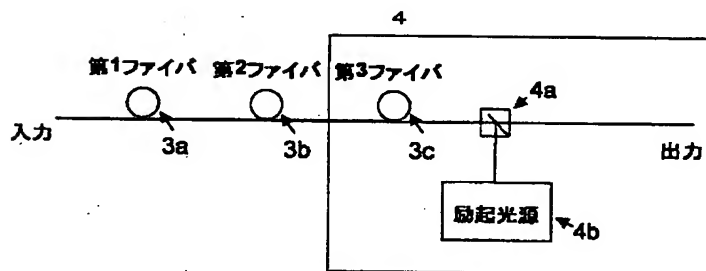 4
第1ファイバ 第2ファイバ 第3ファイバ
4a
入力 3a 3b 3c 出力
励起光源
4b